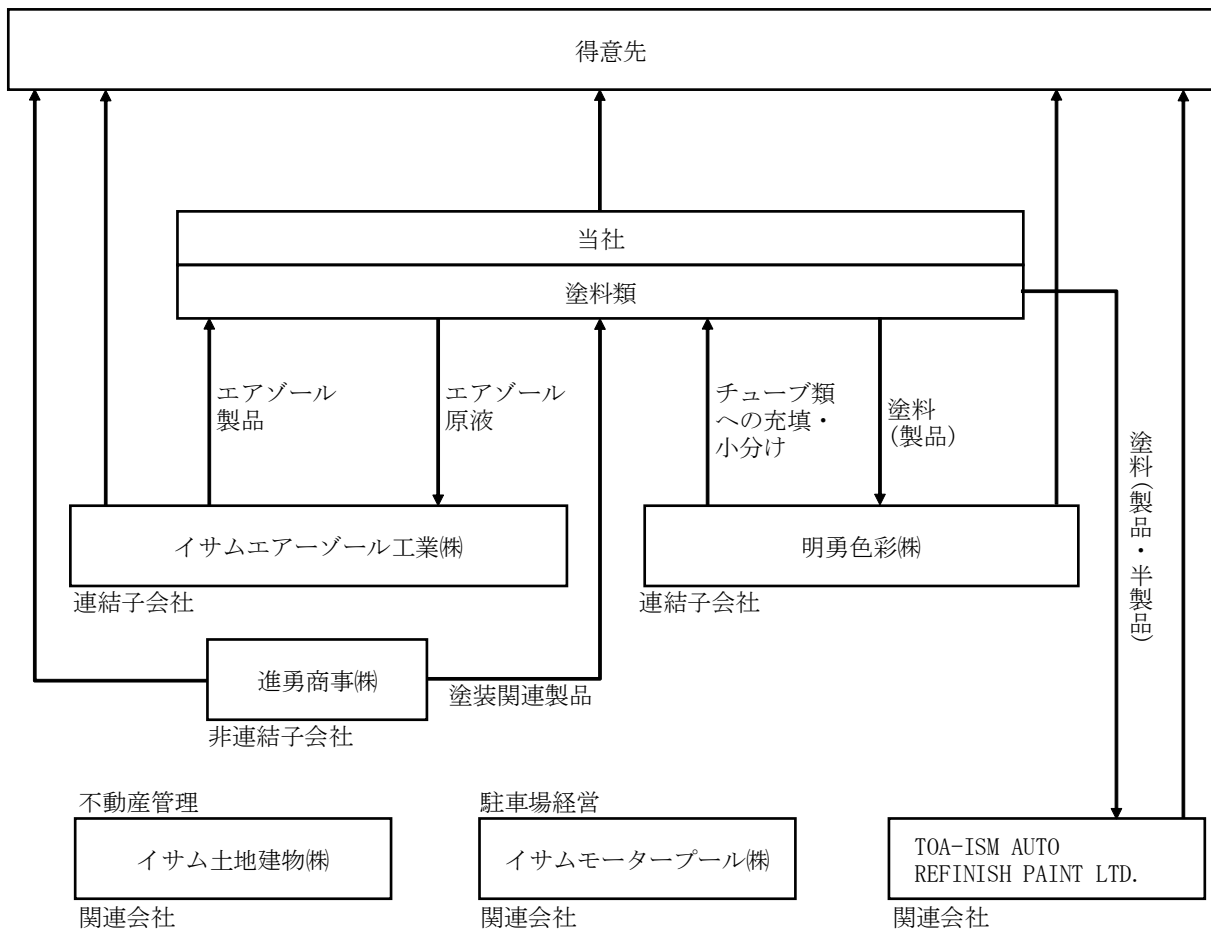 得意先
当社
塗料類
エアゾール
製品
エアゾール
原液
チューブ類
への充填・
小分け
塗料
(製品)
塗料(製品・半製品)
イサムエアーゾール工業㈱
連結子会社
明勇色彩㈱
連結子会社
進勇商事㈱
非連結子会社
塗装関連製品
不動産管理
イサム土地建物㈱
関連会社
駐車場経営
イサムモータープール㈱
関連会社
TOA-ISM AUTO
REFINISH PAINT LTD.
関連会社